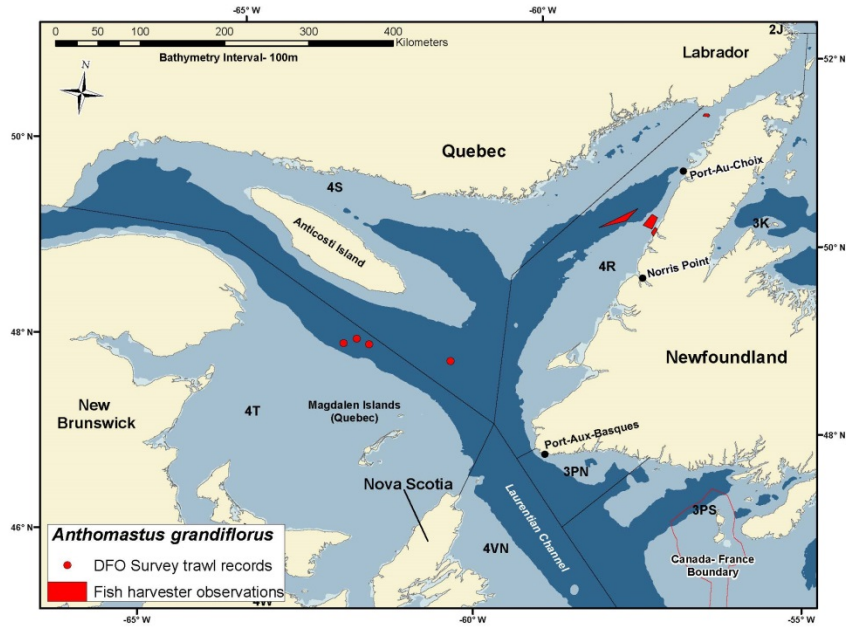 -65°W
-60°W
0 50 100 200 300 400
Kilometers
Bathymetry Interval- 100m
2J
Labrador
52°N
N
50°N
Quebec
Port-Au-Choix
4S
Anticosti Island
3K
50°N
4R
Norris Point
48°N
Newfoundland
New
Brunswick
4T
Magdalen Islands
(Quebec)
Port-Aux-Basques
48°N
3PN
Nova Scotia
Laurentian Channel
3PS
46°N
4VN
Canada- France
Boundary
Anthomastus grandiflorus
DFO Survey trawl records
Fish harvester observations
46°N
4W
-65°W
-60°W
-55°W